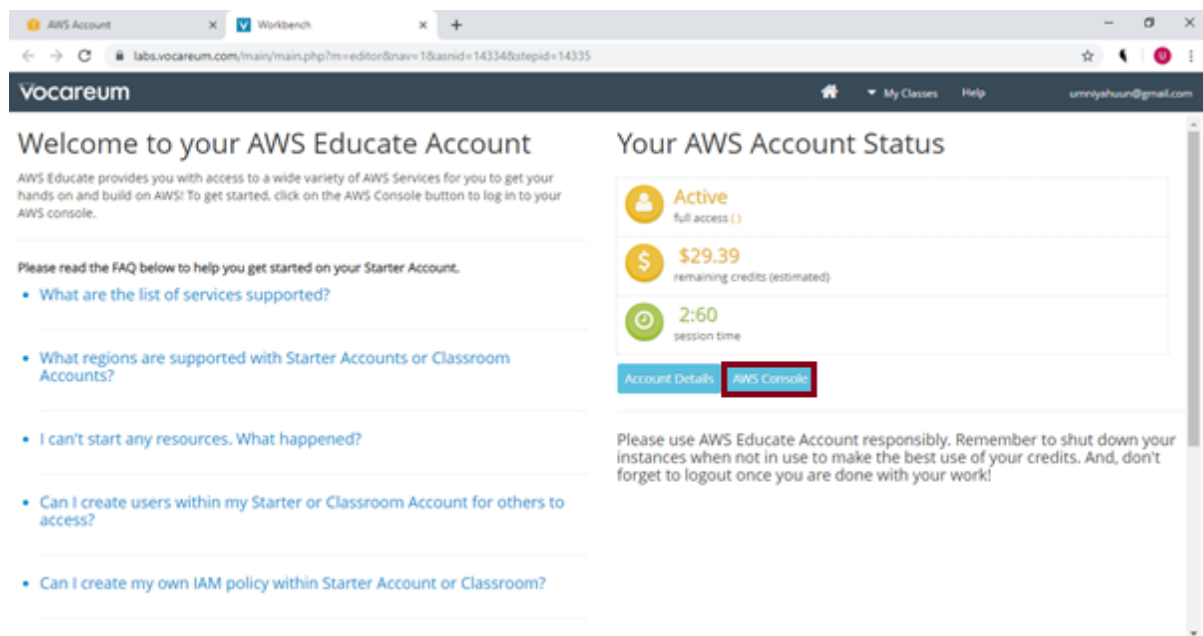 AWS Account
Workbench
labs.vocareum.com/main/main.php?m=editor&nav=1&asnid=14334&stepid=14335
vocareum
My Classes
Help
umniyahuun@gmail.com
Welcome to your AWS Educate Account
AWS Educate provides you with access to a wide variety of AWS Services for you to get your
hands on and build on AWS! To get started, click on the AWS Console button to log in to your
AWS console.
Please read the FAQ below to help you get started on your Starter Account.
• What are the list of services supported?
• What regions are supported with Starter Accounts or Classroom
Accounts?
• I can't start any resources. What happened?
• Can I create users within my Starter or Classroom Account for others to
access?
• Can I create my own IAM policy within Starter Account or Classroom?
Your AWS Account Status
Active
full access ( )
$ $29.39
remaining credits (estimated)
2:60
session time
Account Details
AWS Console
Please use AWS Educate Account responsibly. Remember to shut down your
instances when not in use to make the best use of your credits. And, don't
forget to logout once you are done with your work!